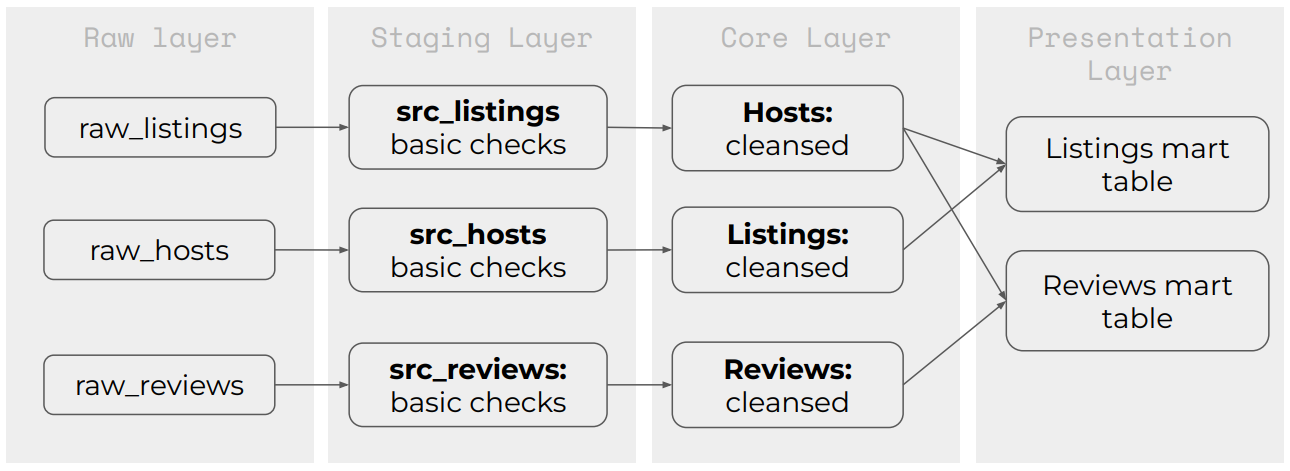 Raw layer
Staging Layer
Core Layer
Presentation
Layer
raw_listings
src_listings
basic checks
Hosts:
cleansed
Listings mart
table
raw_hosts
src_hosts
basic checks
Listings:
cleansed
Reviews mart
table
raw_reviews
src_reviews:
basic checks
Reviews:
cleansed